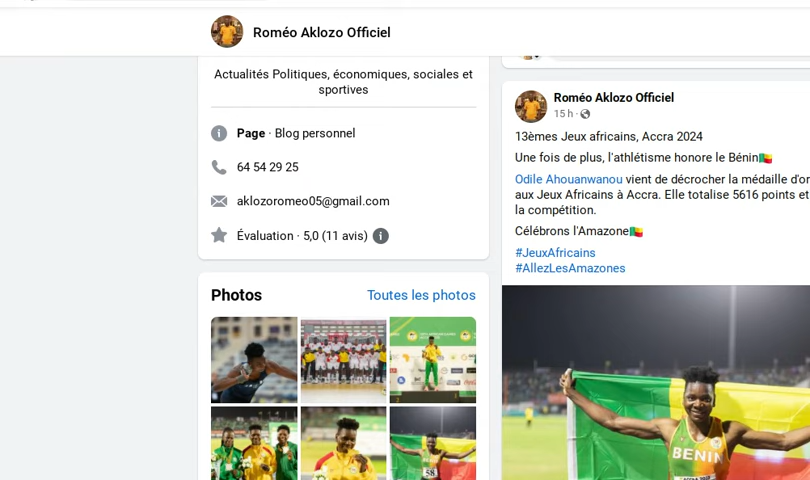 Roméo Aklozo Officiel
Actualités Politiques, économiques, sociales et
sportives
Page · Blog personnel
64 54 29 25
aklozoromeo05@gmail.com
Évaluation · 5,0 (11 avis)
Photos
Toutes les photos
Roméo Aklozo Officiel
15 h ·
13èmes Jeux africains, Accra 2024
Une fois de plus, l'athlétisme honore le Bénin🇧🇯
Odile Ahouanwanou vient de décrocher la médaille d'or
aux Jeux Africains à Accra. Elle totalise 5616 points et
la compétition.
Célébrons l'Amazone🇧🇯
#JeuxAfricains
#AllezLesAmazones
BENIN
58